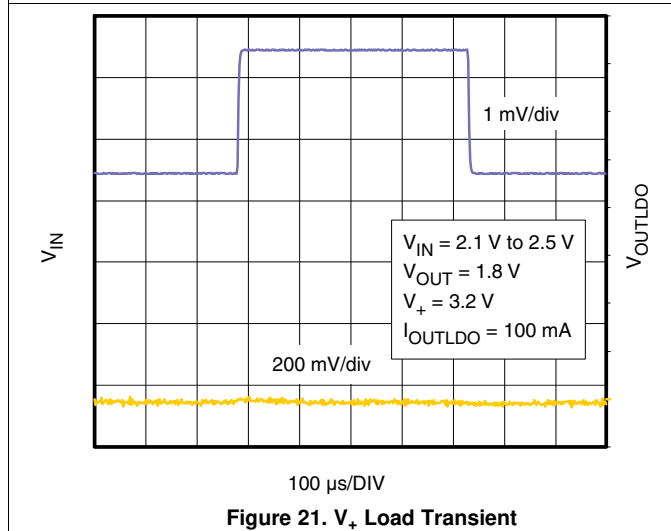 1 mV/div
V_IN
V_OUTLDO
V_IN = 2.1 V to 2.5 V
V_OUT = 1.8 V
V_+ = 3.2 V
I_OUTLDO = 100 mA
200 mV/div
100 µs/DIV
Figure 21. V_+ Load Transient